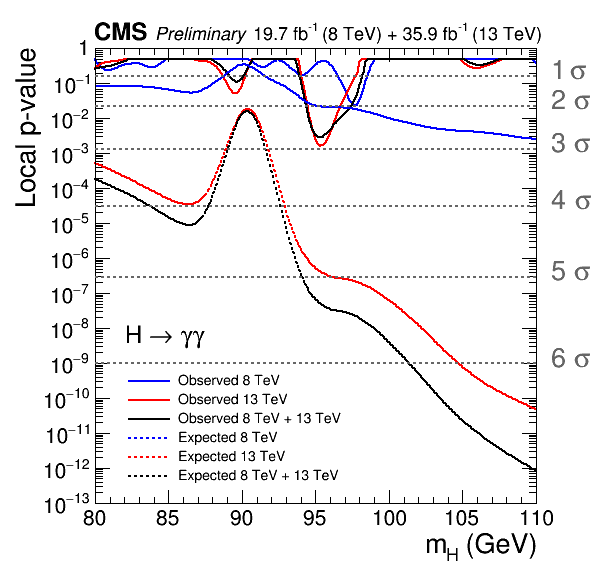 CMS Preliminary 19.7 fb⁻¹ (8 TeV) + 35.9 fb⁻¹ (13 TeV)
Local p-value
1
10⁻¹
10⁻²
10⁻³
10⁻⁴
10⁻⁵
10⁻⁶
10⁻⁷
10⁻⁸
10⁻⁹
10⁻¹⁰
10⁻¹¹
10⁻¹²
10⁻¹³
1 σ
2 σ
3 σ
4 σ
5 σ
6 σ
H → γγ
Observed 8 TeV
Observed 13 TeV
Observed 8 TeV + 13 TeV
Expected 8 TeV
Expected 13 TeV
Expected 8 TeV + 13 TeV
80 85 90 95 100 105 110
m_H (GeV)